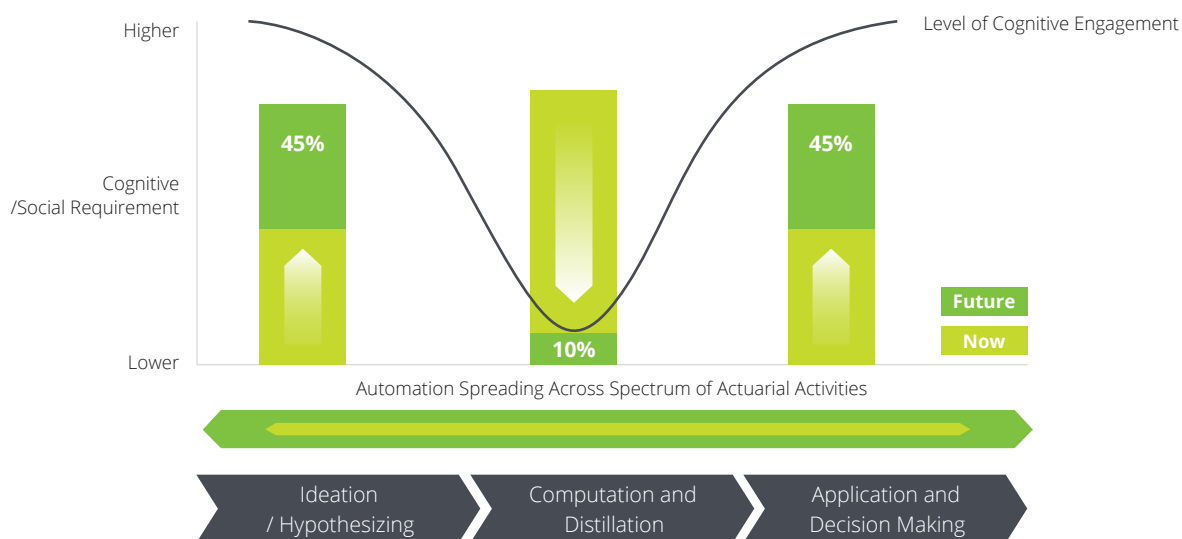 Higher
Level of Cognitive Engagement
45%
45%
Cognitive
/Social Requirement
Future
Now
10%
Lower
Automation Spreading Across Spectrum of Actuarial Activities
Ideation
/ Hypothesizing
Computation and
Distillation
Application and
Decision Making